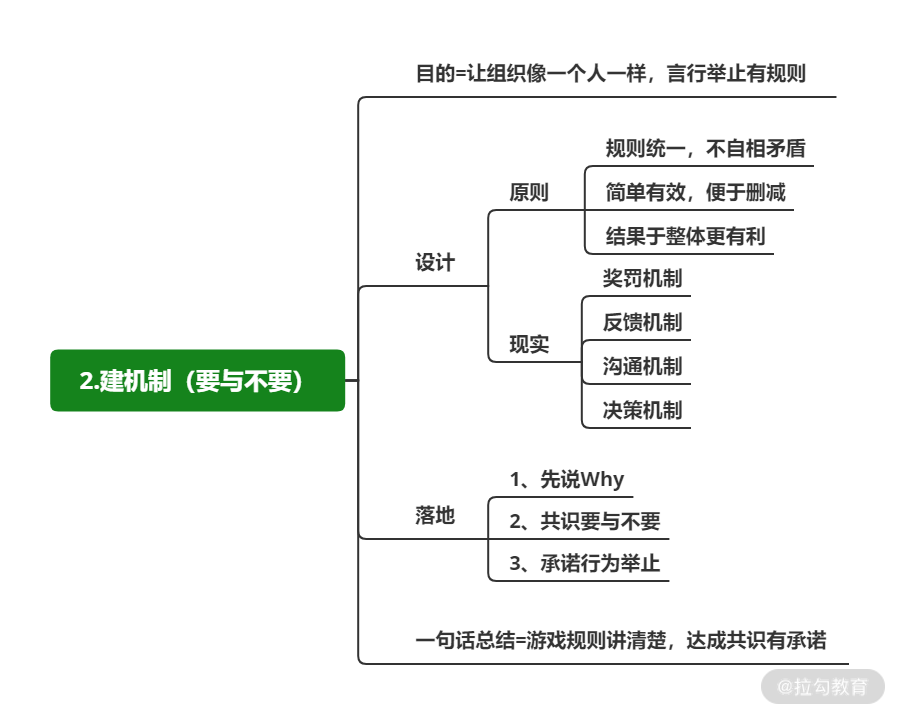 目的=让组织像一个人一样，言行举止有规则
规则统一，不自相矛盾
原则
简单有效，便于删减
结果于整体更有利
设计
奖罚机制
反馈机制
现实
沟通机制
2.建机制（要与不要）
决策机制
1、先说Why
落地
2、共识要与不要
3、承诺行为举止
一句话总结=游戏规则讲清楚，达成共识有承诺
@拉勾教育